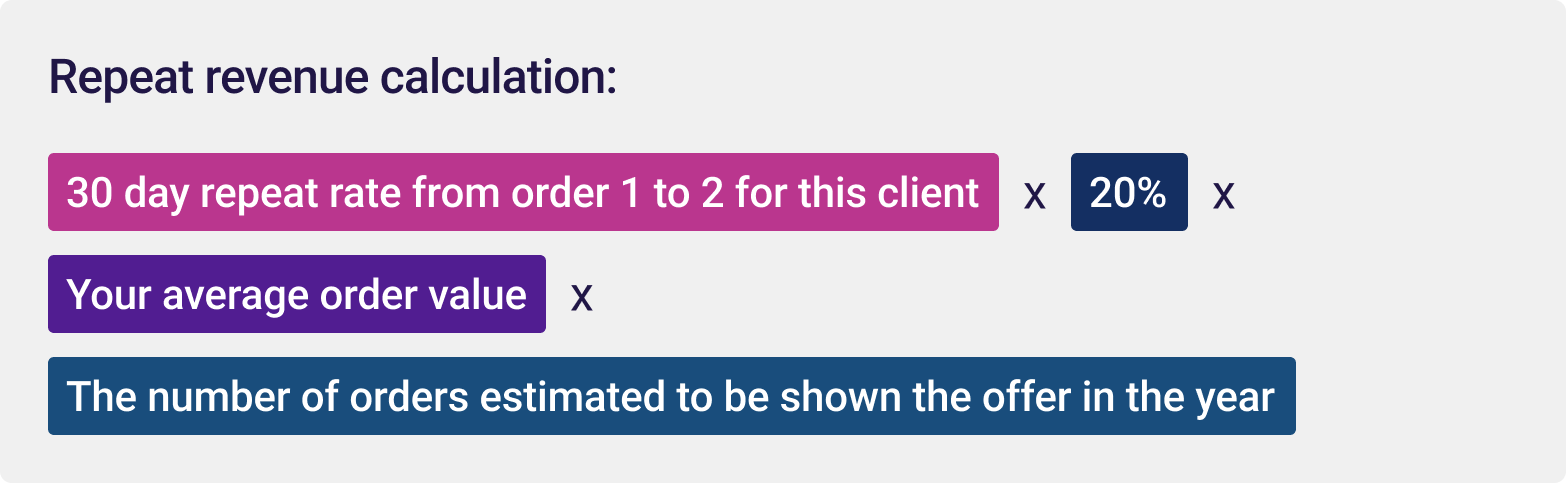 Repeat revenue calculation:
30 day repeat rate from order 1 to 2 for this client x 20% x
Your average order value x
The number of orders estimated to be shown the offer in the year